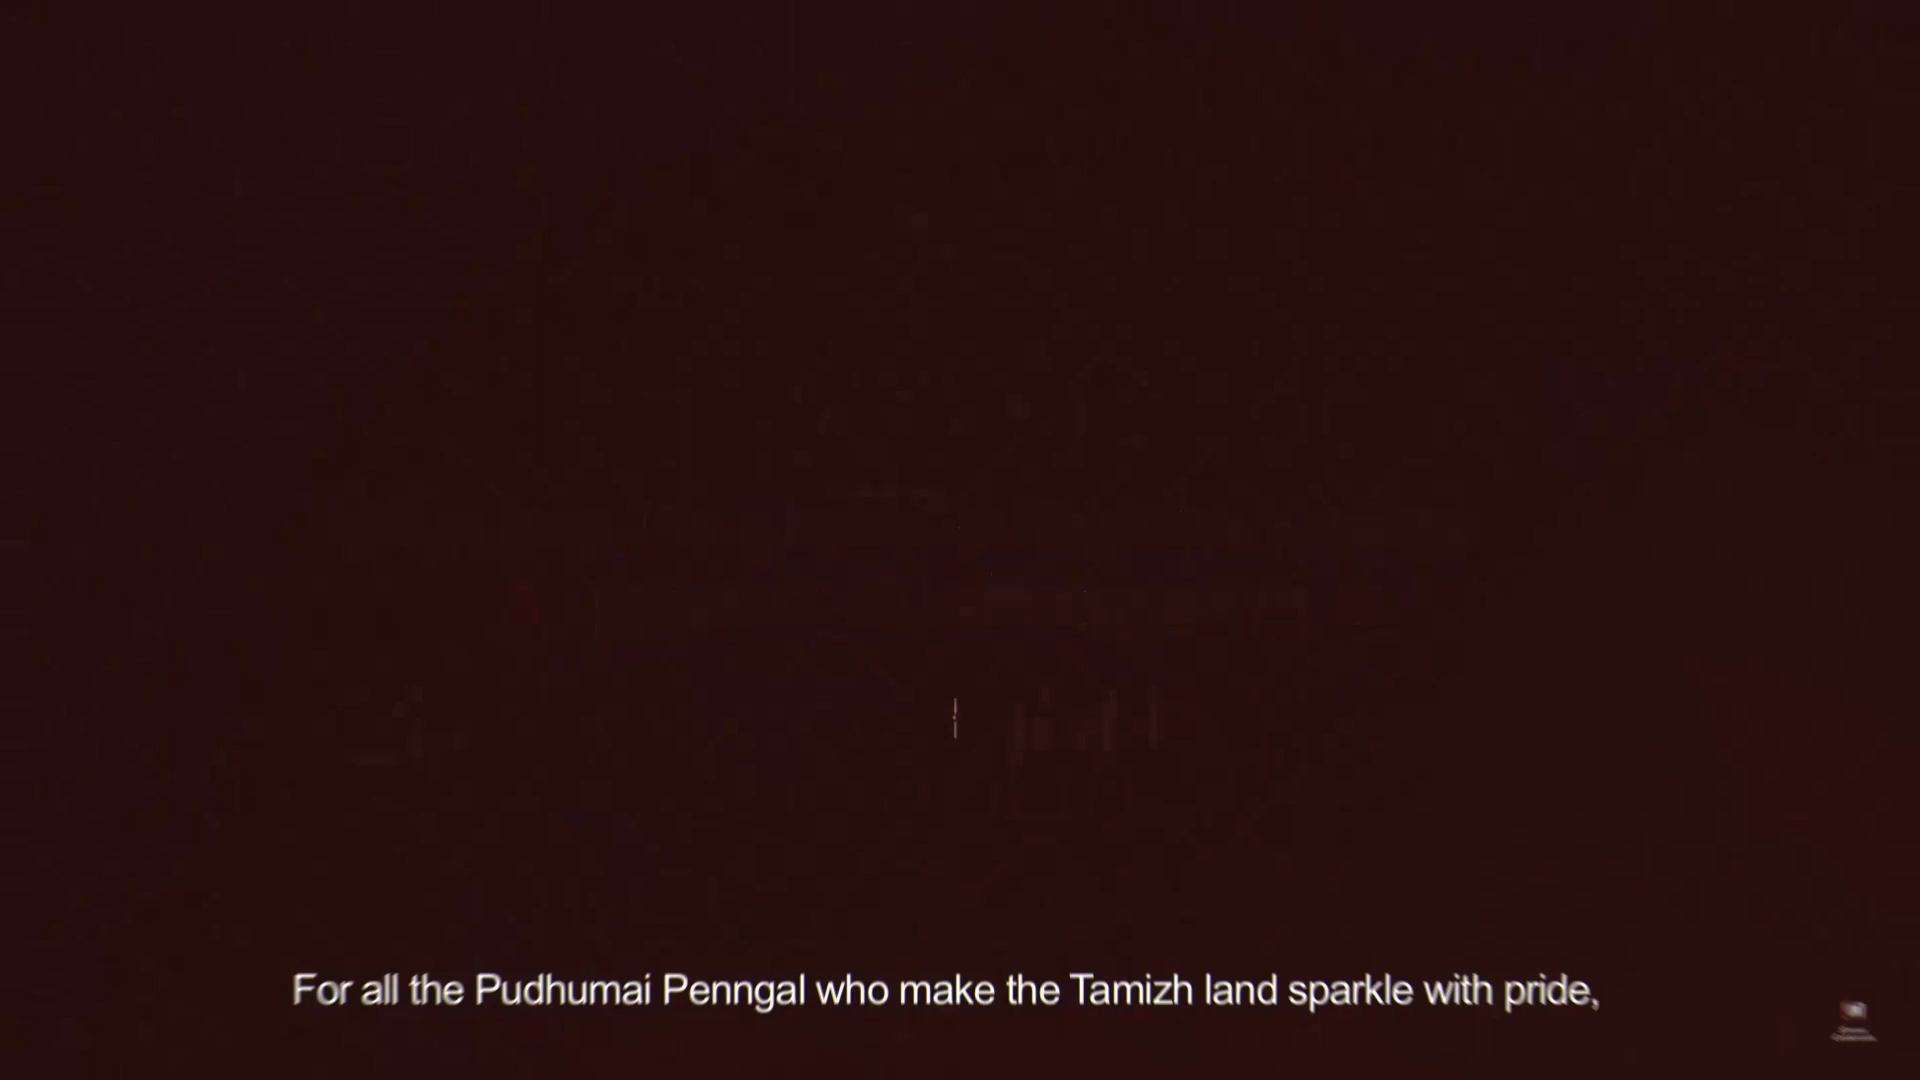 For all the Pudhumai Penngal who make the Tamizh land sparkle with pride,